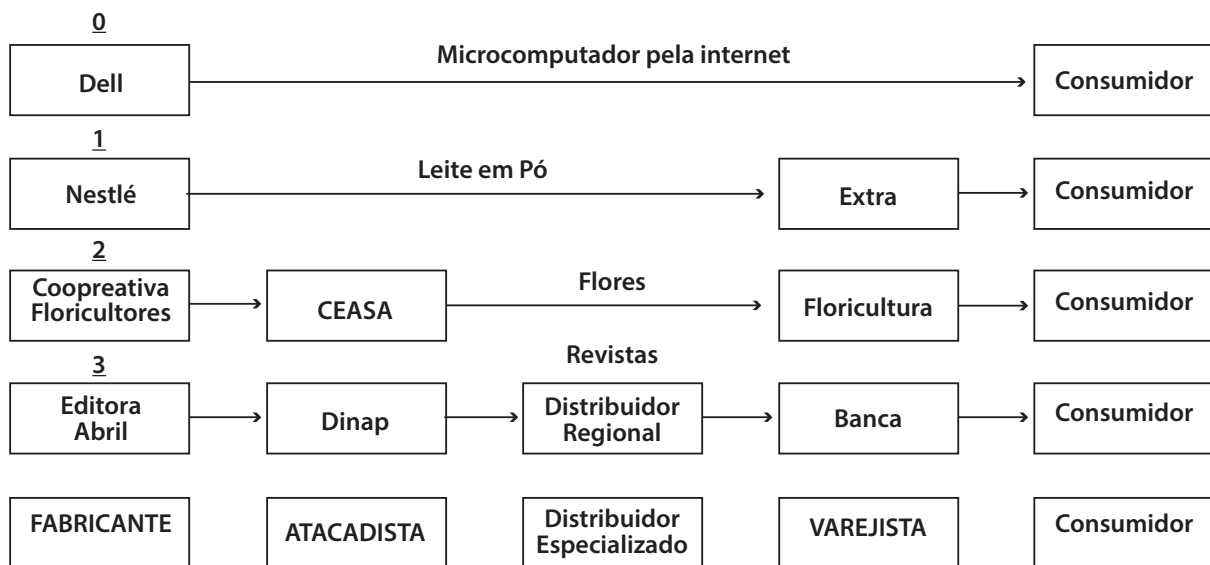 0
Dell
Microcomputador pela internet
Consumidor
1
Nestlé
Leite em Pó
Extra
Consumidor
2
Coopreativa
Floricultores
CEASA
Flores
Floricultura
Consumidor
3
Revistas
Editora
Abril
Dinap
Distribuidor
Regional
Banca
Consumidor
FABRICANTE
ATACADISTA
Distribuidor
Especializado
VAREJISTA
Consumidor